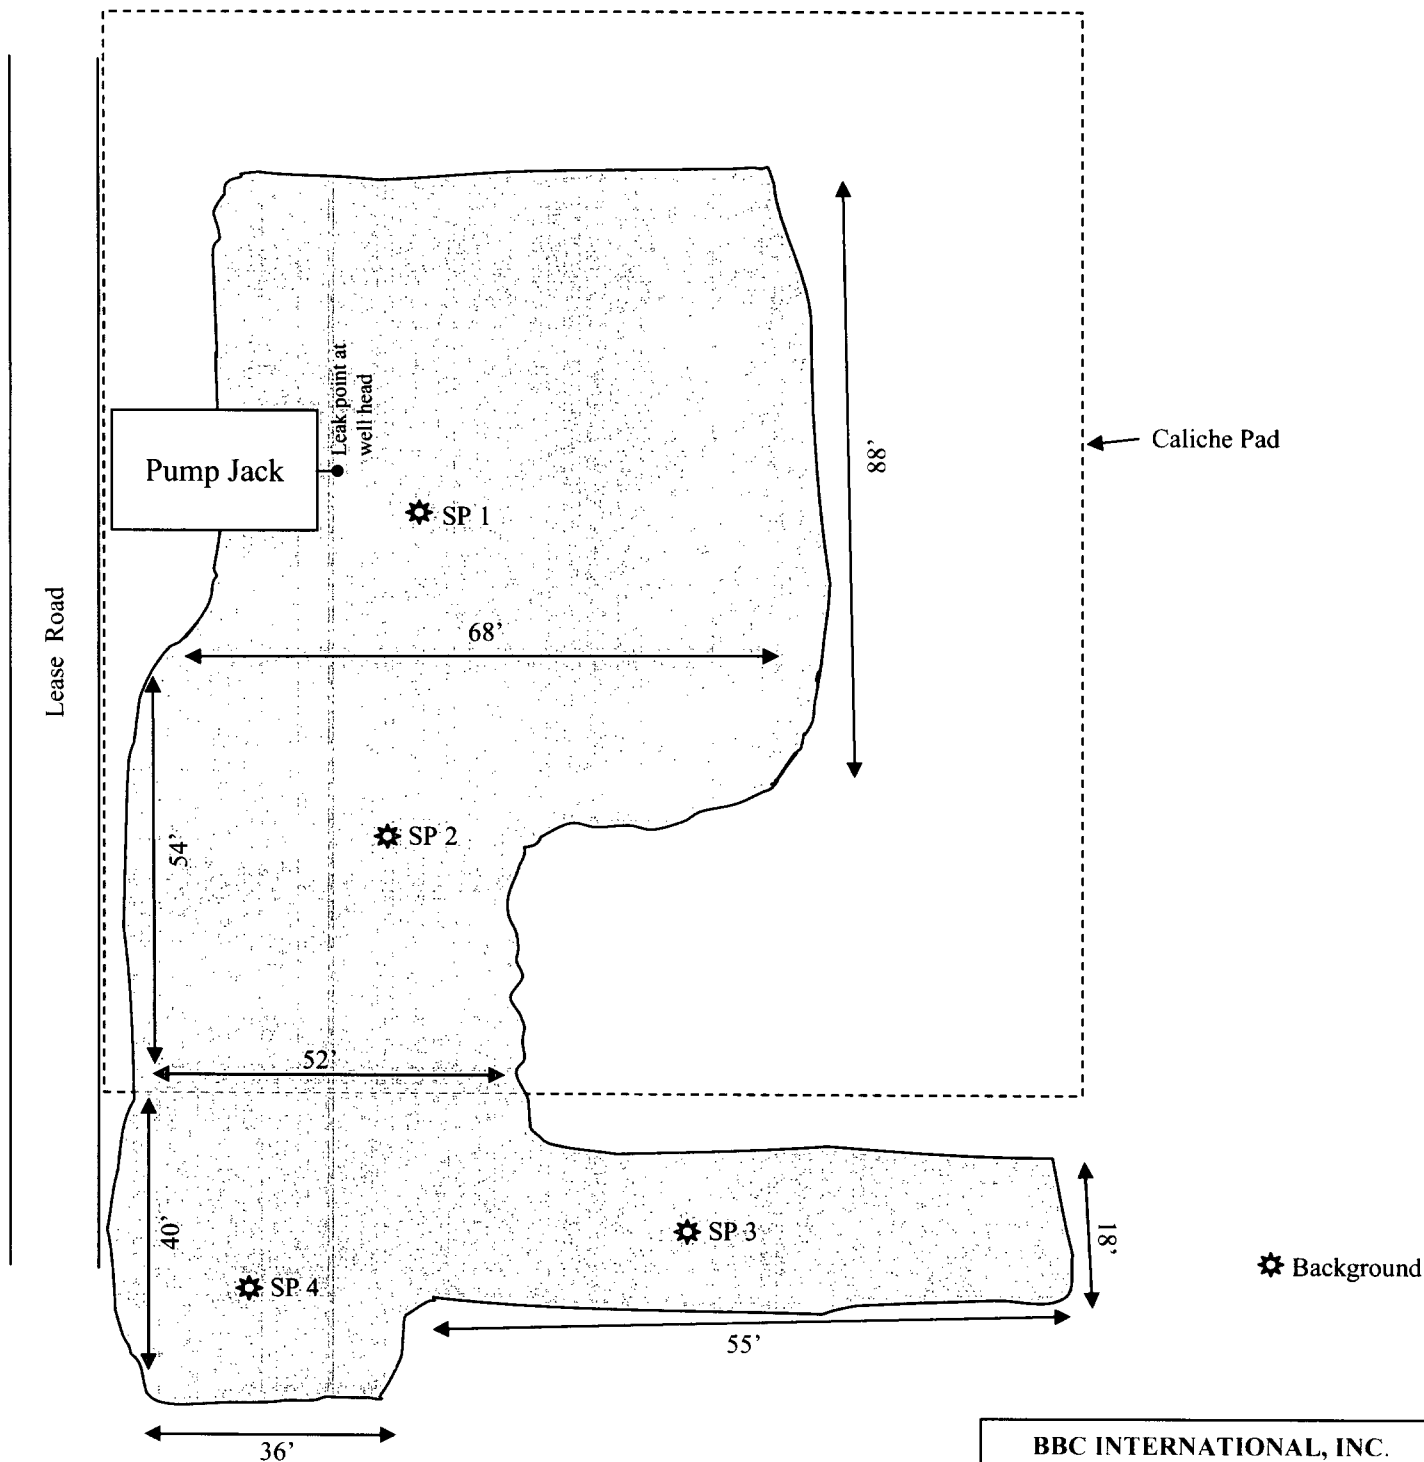 Leak point at
well head
Pump Jack
Caliche Pad
88’
SP 1
Lease Road
68’
SP 2
54’
52’
40’
SP 3
18’
SP 4
Background
55’
36’
BBC INTERNATIONAL, INC.